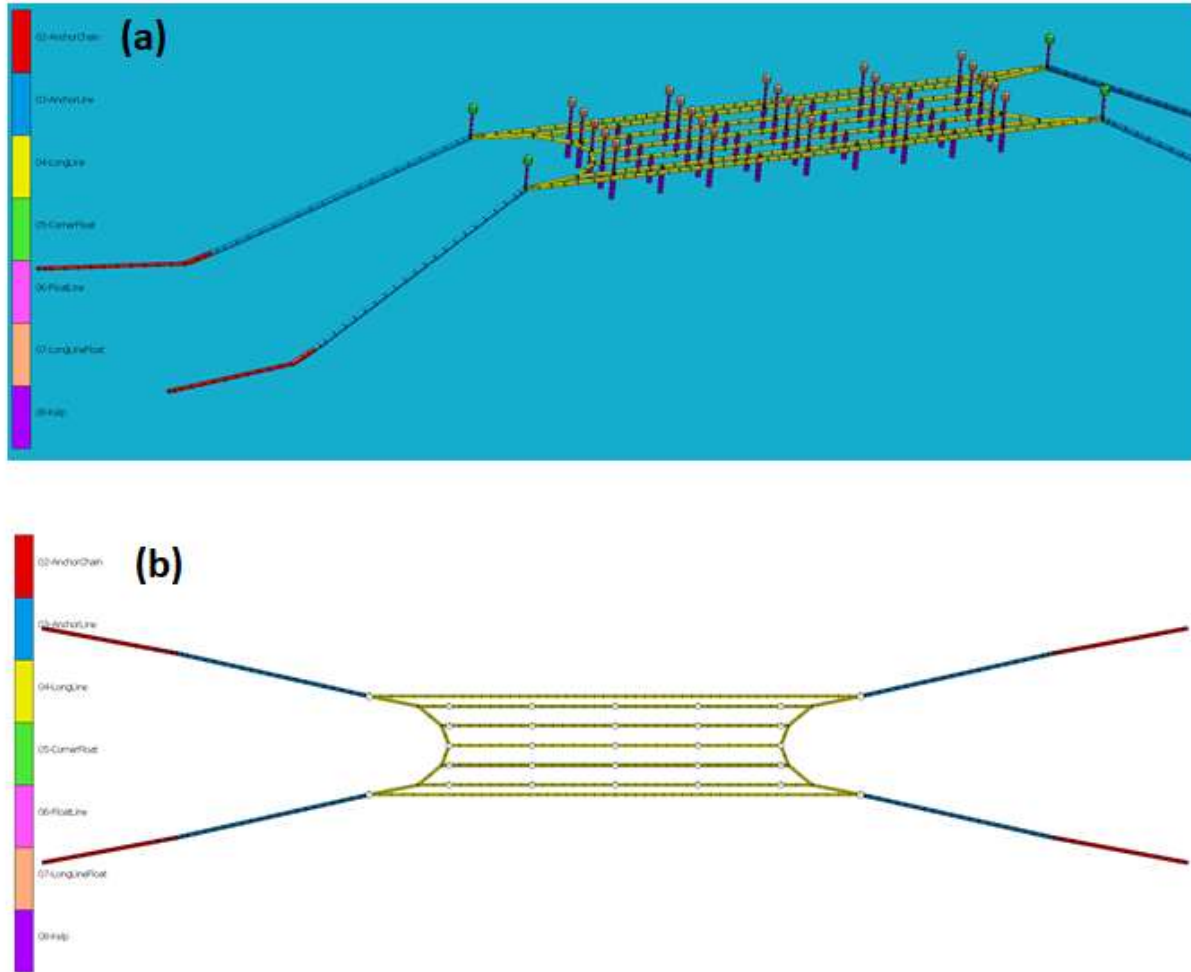 (a)
02-AnchorChain
03-AnchorLine
04-LongLine
05-CornerFloat
06-FloatLine
07-LongLineFloat
08-Kelp
(b)
02-AnchorChain
03-AnchorLine
04-LongLine
05-CornerFloat
06-FloatLine
07-LongLineFloat
08-Kelp